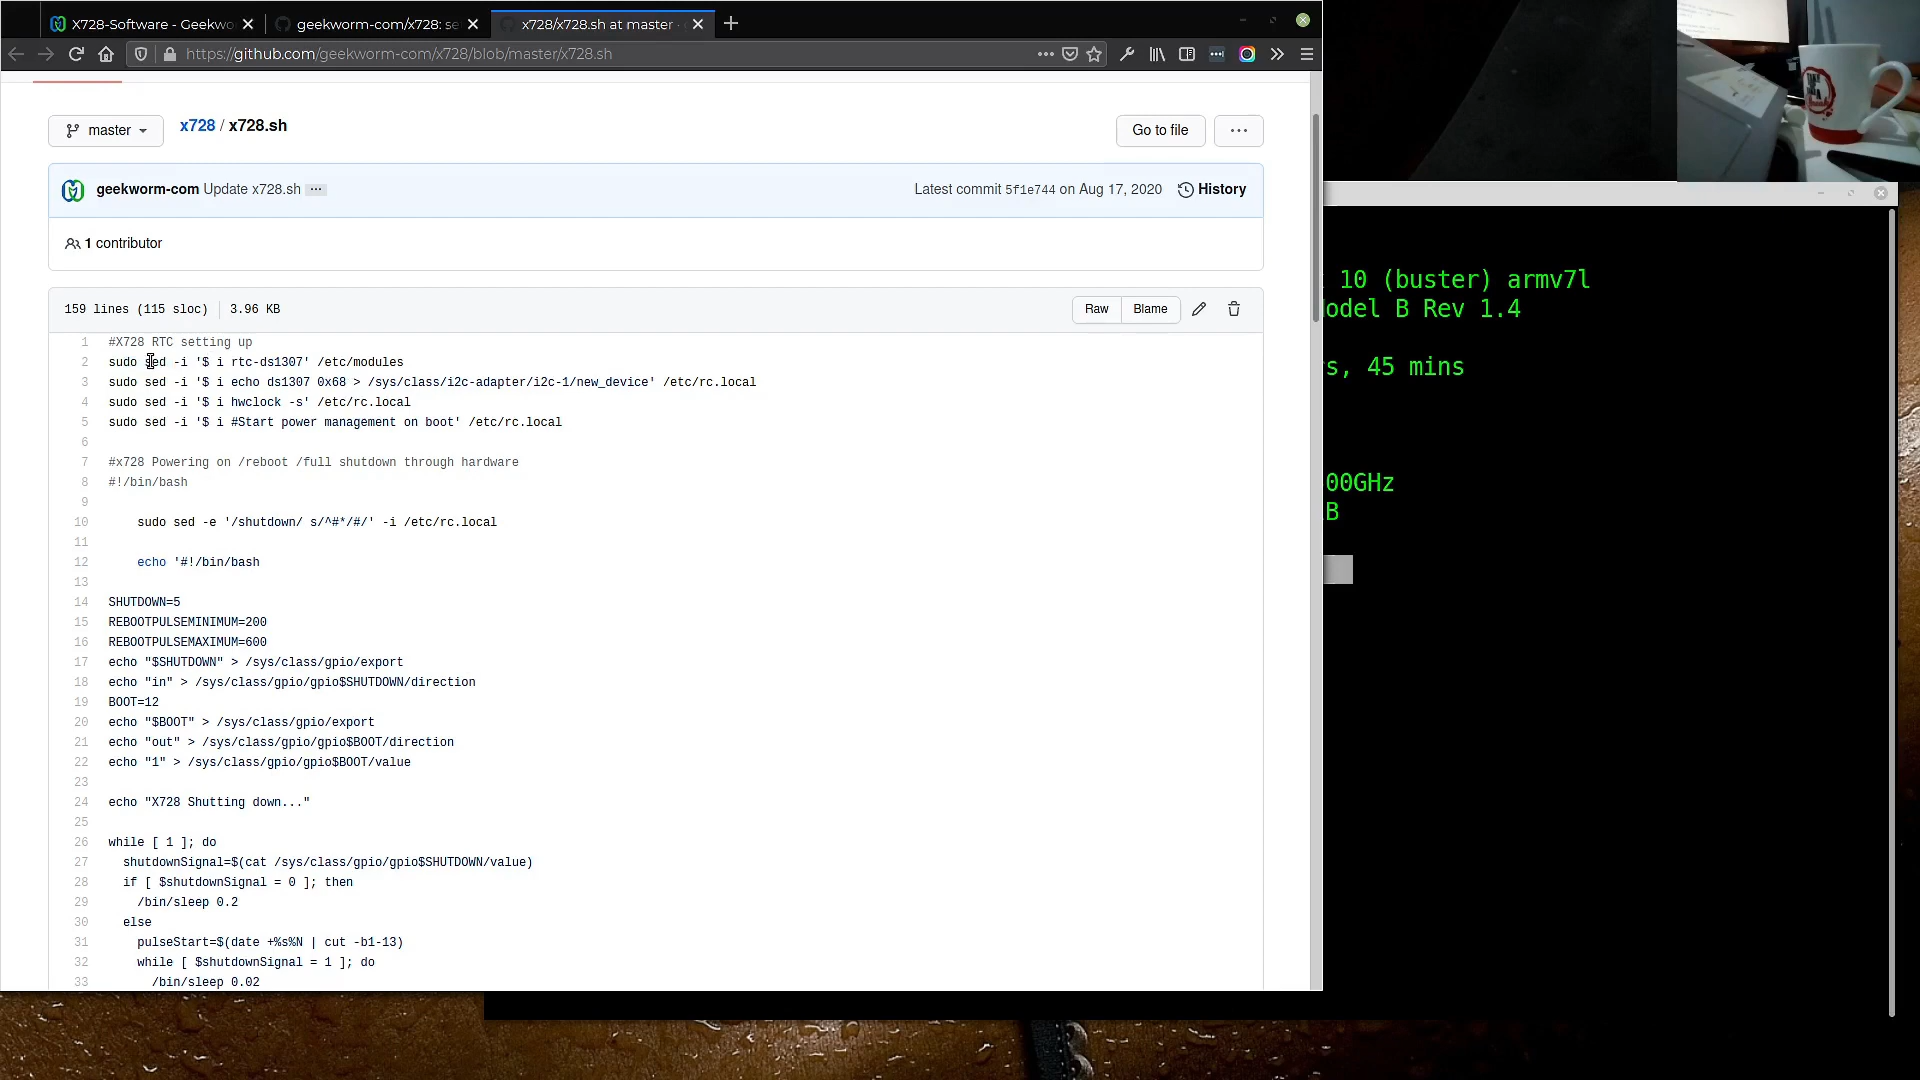 X728-Software - Geekwo
geekworm-com/x728: se
x728/x728.sh at master ·
https://github.com/geekworm-com/x728/blob/master/x728.sh
master
x728 / x728.sh
Go to file
geekworm-com Update x728.sh
Latest commit 5f1e744 on Aug 17, 2020
History
1 contributor
159 lines (115 sloc)
3.96 KB
Raw
Blame
1 #X728 RTC setting up
2 sudo sed -i '$ i rtc-ds1307' /etc/modules
3 sudo sed -i '$ i echo ds1307 0x68 > /sys/class/i2c-adapter/i2c-1/new_device' /etc/rc.local
4 sudo sed -i '$ i hwclock -s' /etc/rc.local
5 sudo sed -i '$ i #Start power management on boot' /etc/rc.local
6
7 #x728 Powering on /reboot /full shutdown through hardware
8 #!/bin/bash
9
10 sudo sed -e '/shutdown/ s/^#*/#/' -i /etc/rc.local
11
12 echo '#!/bin/bash
13
14 SHUTDOWN=5
15 REBOOTPULSEMINIMUM=200
16 REBOOTPULSEMAXIMUM=600
17 echo "$SHUTDOWN" > /sys/class/gpio/export
18 echo "in" > /sys/class/gpio/gpio$SHUTDOWN/direction
19 BOOT=12
20 echo "$BOOT" > /sys/class/gpio/export
21 echo "out" > /sys/class/gpio/gpio$BOOT/direction
22 echo "1" > /sys/class/gpio/gpio$BOOT/value
23
24 echo "X728 Shutting down..."
25
26 while [ 1 ]; do
27 shutdownSignal=$(cat /sys/class/gpio/gpio$SHUTDOWN/value)
28 if [ $shutdownSignal = 0 ]; then
29 /bin/sleep 0.2
30 else
31 pulseStart=$(date +%s%N | cut -b1-13)
32 while [ $shutdownSignal = 1 ]; do
33 /bin/sleep 0.02
10 (buster) armv7l
odel B Rev 1.4
s, 45 mins
00GHz
B